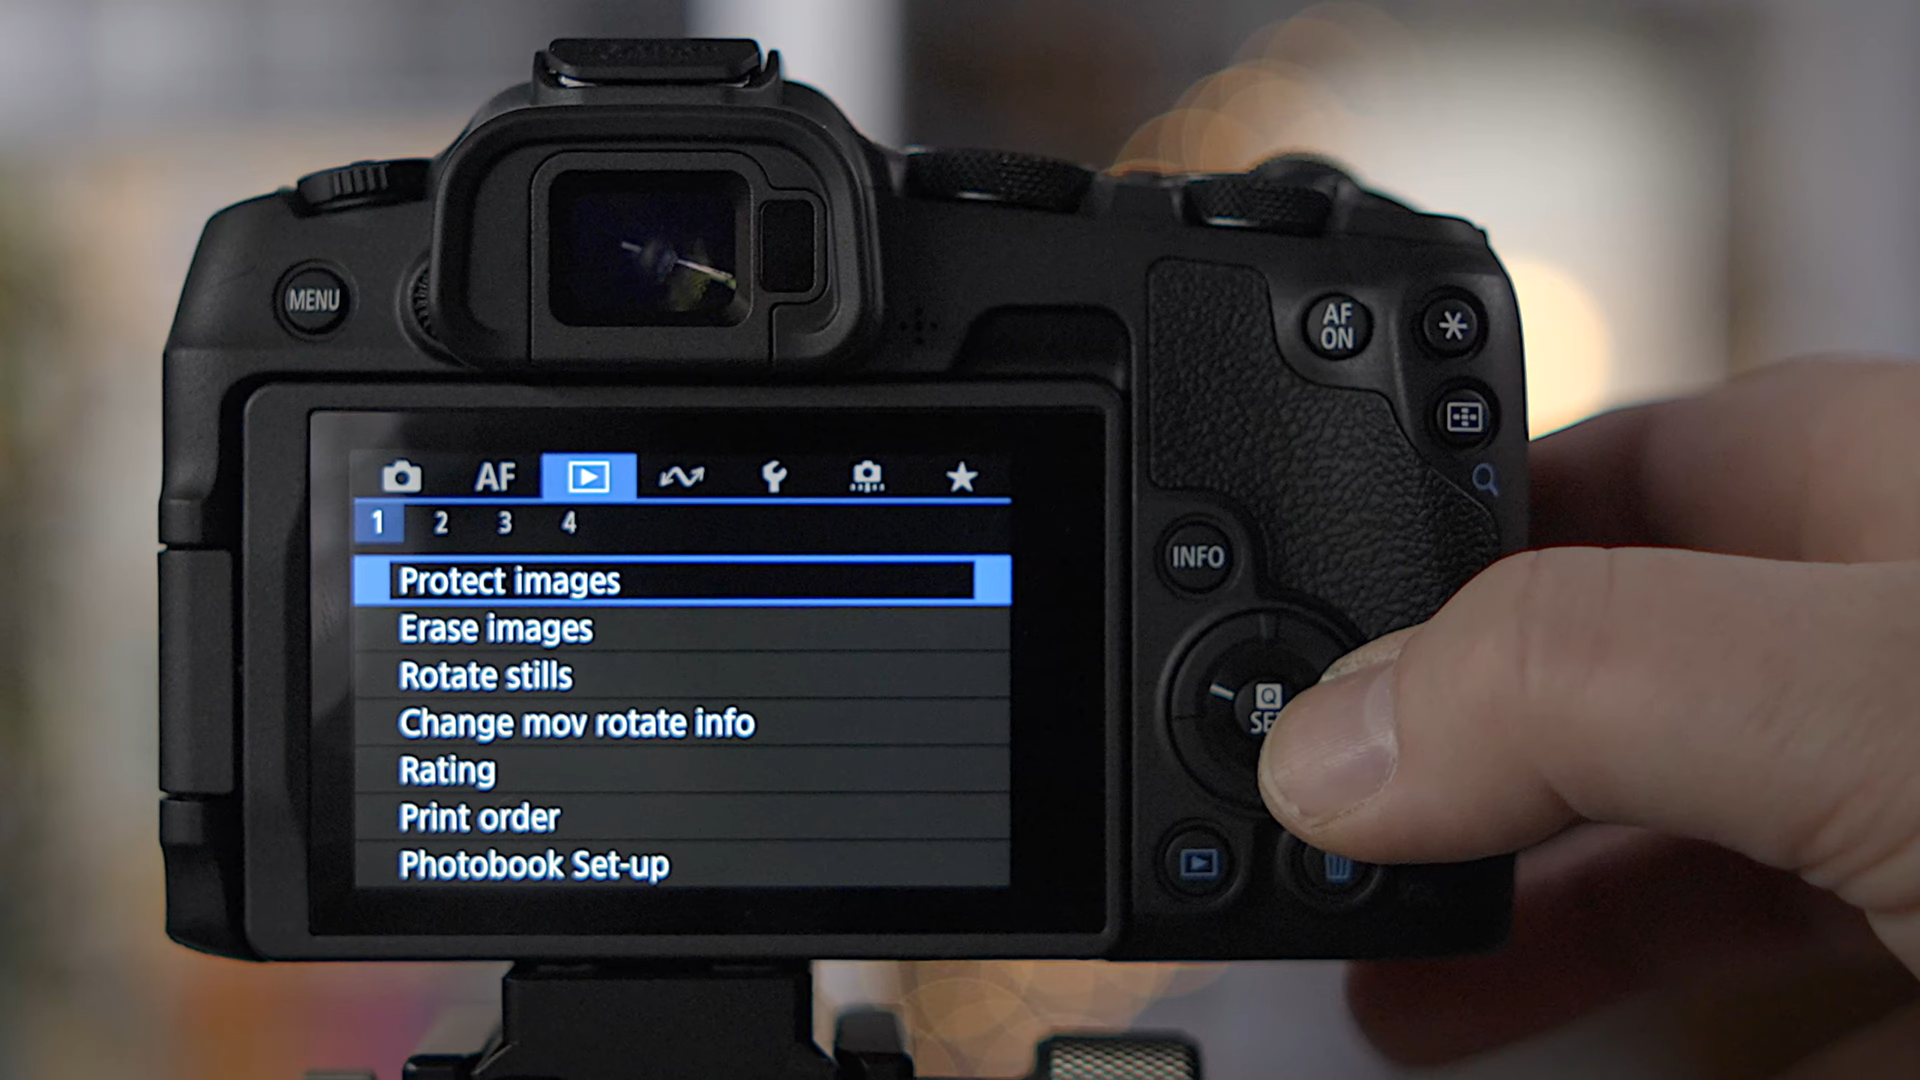 MENU
AF
ON
AF
1 2 3 4
Protect images
Erase images
Rotate stills
Change mov rotate info
Rating
Print order
Photobook Set-up
INFO
Q